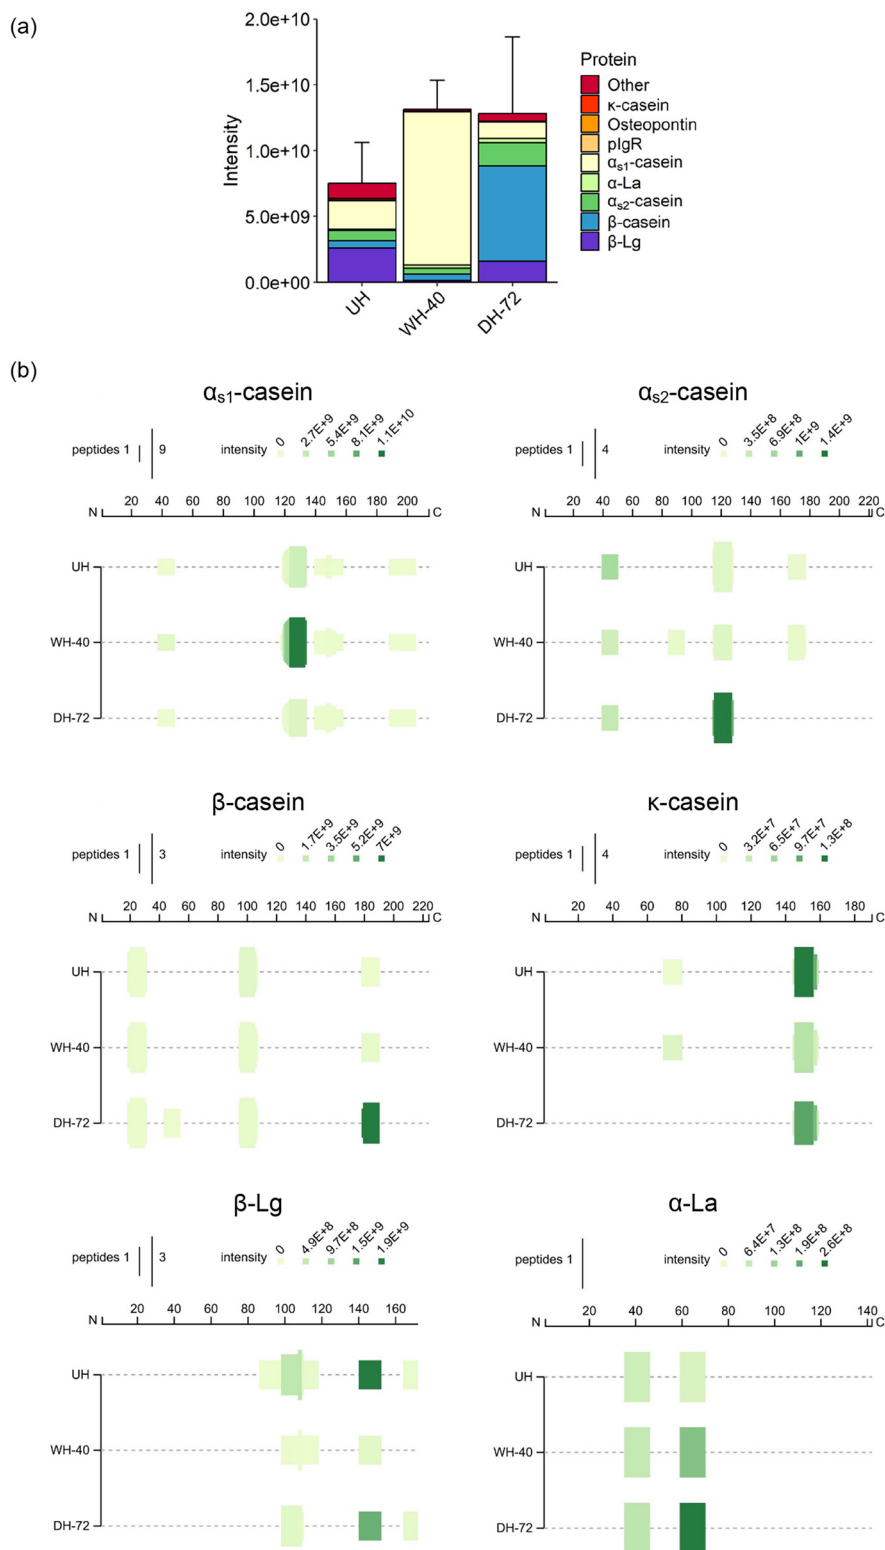 (a)
2.0e+10
1.5e+10
1.0e+10
5.0e+09
0.0e+00
Intensity
UH
WH-40
DH-72
Protein
Other
κ-casein
Osteopontin
pIgR
αs1-casein
α-La
αs2-casein
β-casein
β-Lg
(b)
αs1-casein
peptides 1 9
intensity 0 2.7E+9 5.4E+9 8.1E+9 1.1E+10
N 20 40 60 80 100 120 140 160 180 200 C
UH
WH-40
DH-72
αs2-casein
peptides 1 4
intensity 0 3.5E+8 6.9E+8 1E+9 1.4E+9
N 20 40 60 80 100 120 140 160 180 200 222 C
UH
WH-40
DH-72
β-casein
peptides 1 3
intensity 0 1.7E+9 3.5E+9 5.2E+9 7E+9
N 20 40 60 80 100 120 140 160 180 200 220 C
UH
WH-40
DH-72
κ-casein
peptides 1 4
intensity 0 3.2E+7 6.5E+7 9.7E+7 1.3E+8
N 20 40 60 80 100 120 140 160 180 C
UH
WH-40
DH-72
β-Lg
peptides 1 3
intensity 0 4.9E+8 9.7E+8 1.5E+9 1.9E+9
N 20 40 60 80 100 120 140 160
UH
WH-40
DH-72
α-La
peptides 1
intensity 0 6.4E+7 1.3E+8 1.9E+8 2.6E+8
N 20 40 60 80 100 120 140 C
UH
WH-40
DH-72